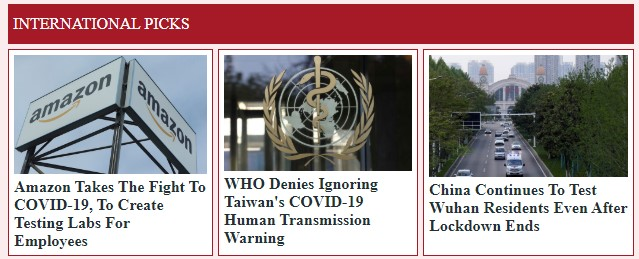 INTERNATIONAL PICKS
amazon
amazon
Amazon Takes The Fight To
COVID-19, To Create
Testing Labs For
Employees
WHO Denies Ignoring
Taiwan's COVID-19
Human Transmission
Warning
China Continues To Test
Wuhan Residents Even After
Lockdown Ends